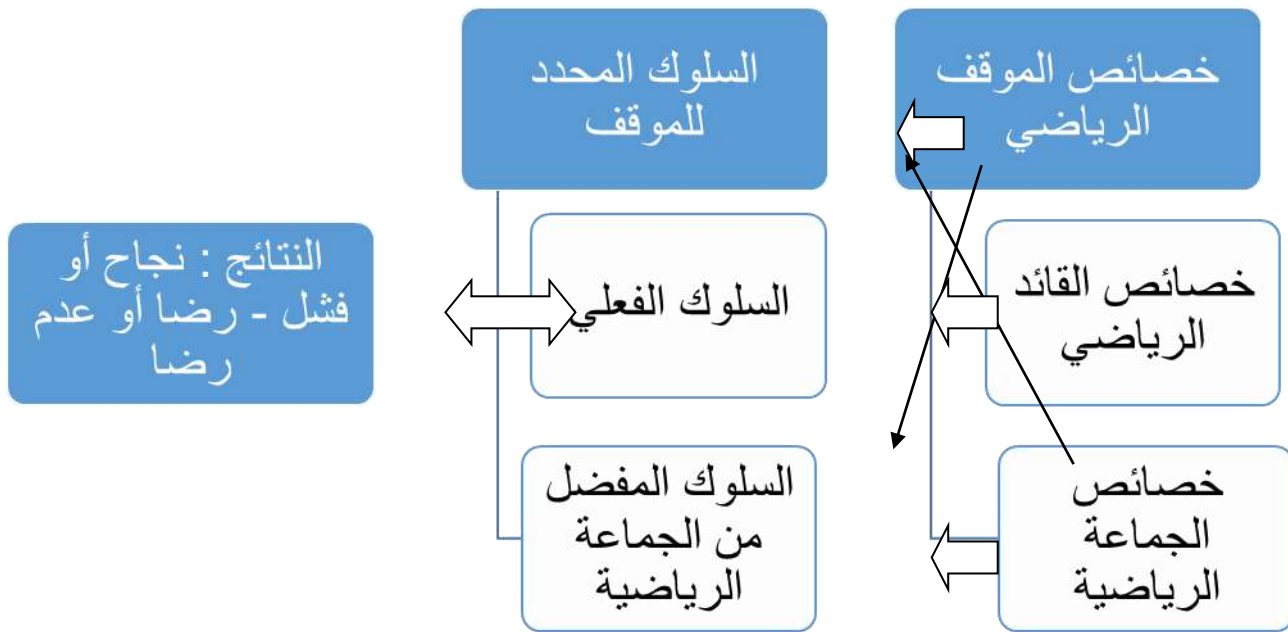 خصائص الموقف
الرياضي
خصائص القائد
الرياضي
خصائص
الجماعة
الرياضية
السلوك المحدد
للموقف
السلوك الفعلي
السلوك المفضل
من الجماعة
الرياضية
النتائج : نجاح أو
فشل - رضا أو عدم
رضا